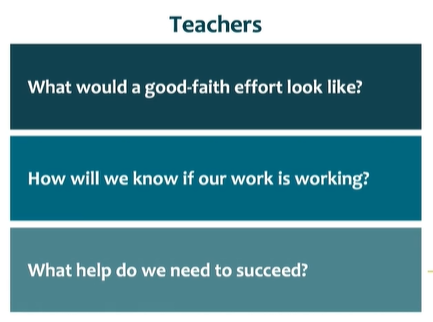 Teachers
What would a good-faith effort look like?
How will we know if our work is working?
What help do we need to succeed?